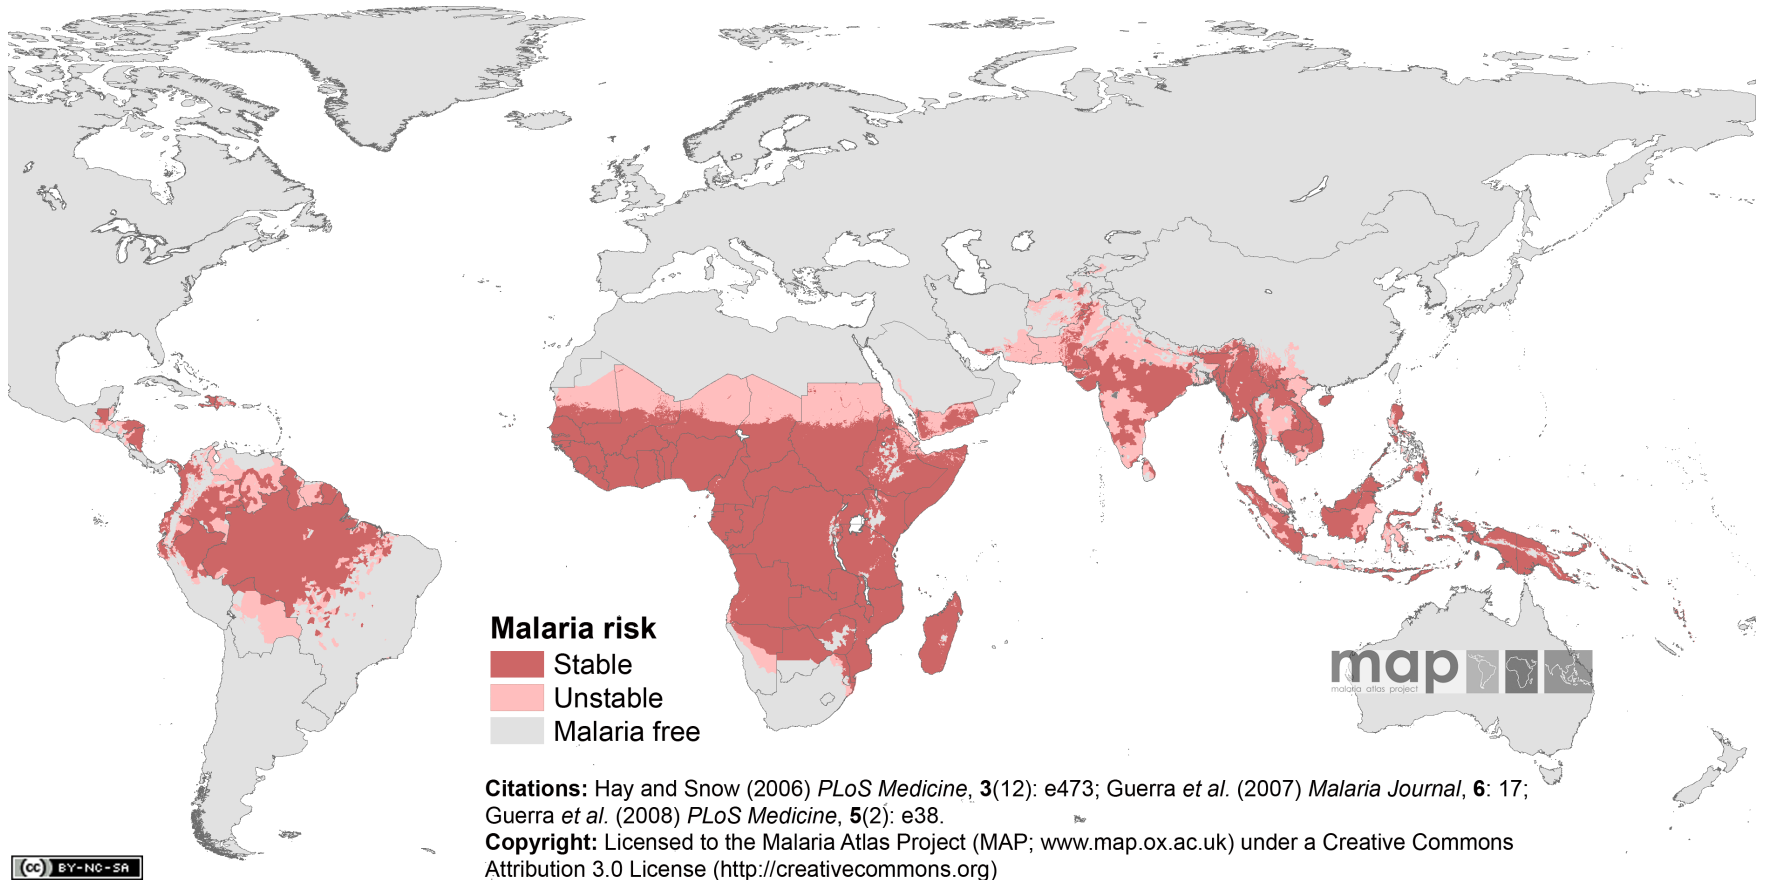 Malaria risk
Stable
Unstable
Malaria free
map
malaria atlas project
Citations: Hay and Snow (2006) PLoS Medicine, 3(12): e473; Guerra et al. (2007) Malaria Journal, 6: 17;
Guerra et al. (2008) PLoS Medicine, 5(2): e38.
Copyright: Licensed to the Malaria Atlas Project (MAP; www.map.ox.ac.uk) under a Creative Commons
Attribution 3.0 License (http://creativecommons.org)
cc BY-NC-SA